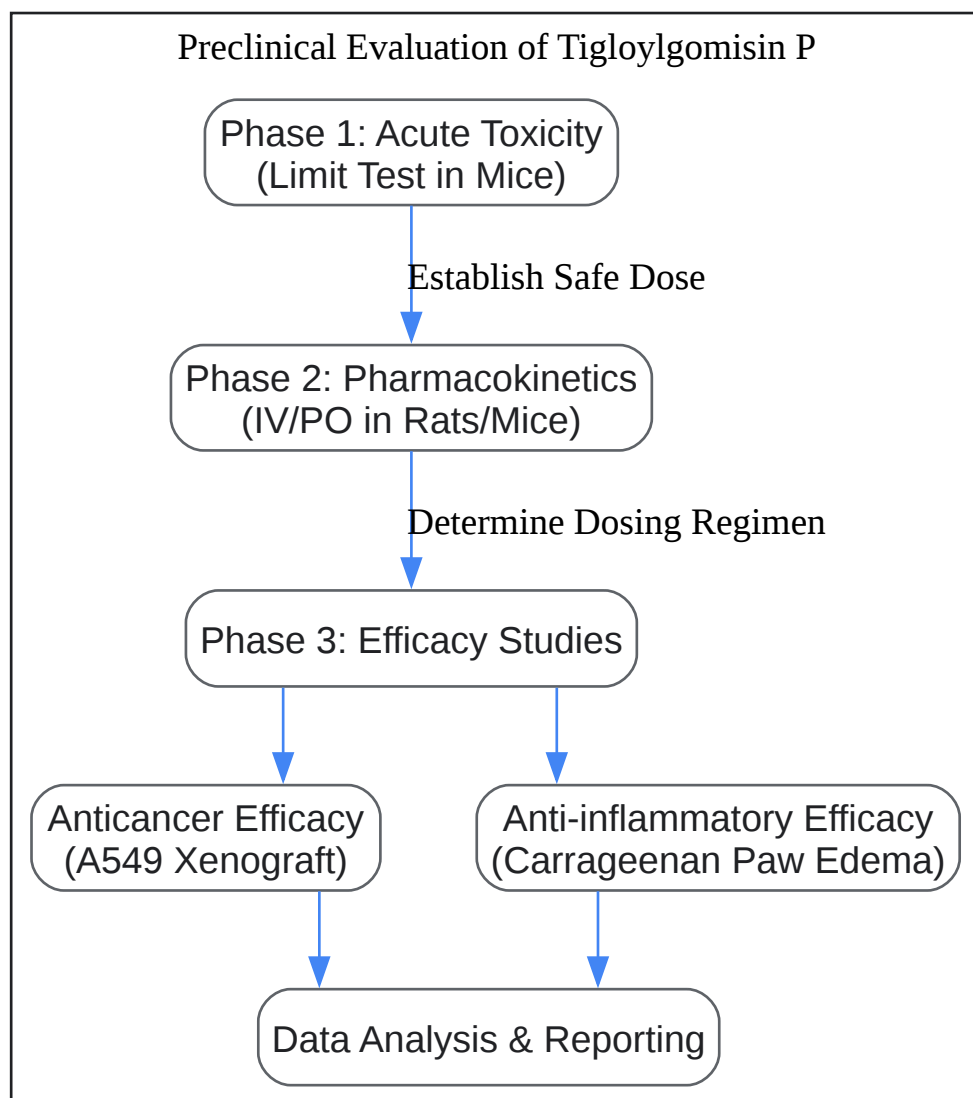 Preclinical Evaluation of Tigloylgomisin P
Phase 1: Acute Toxicity
(Limit Test in Mice)
Establish Safe Dose
Phase 2: Pharmacokinetics
(IV/PO in Rats/Mice)
Determine Dosing Regimen
Phase 3: Efficacy Studies
Anticancer Efficacy
(A549 Xenograft)
Anti-inflammatory Efficacy
(Carrageenan Paw Edema)
Data Analysis & Reporting